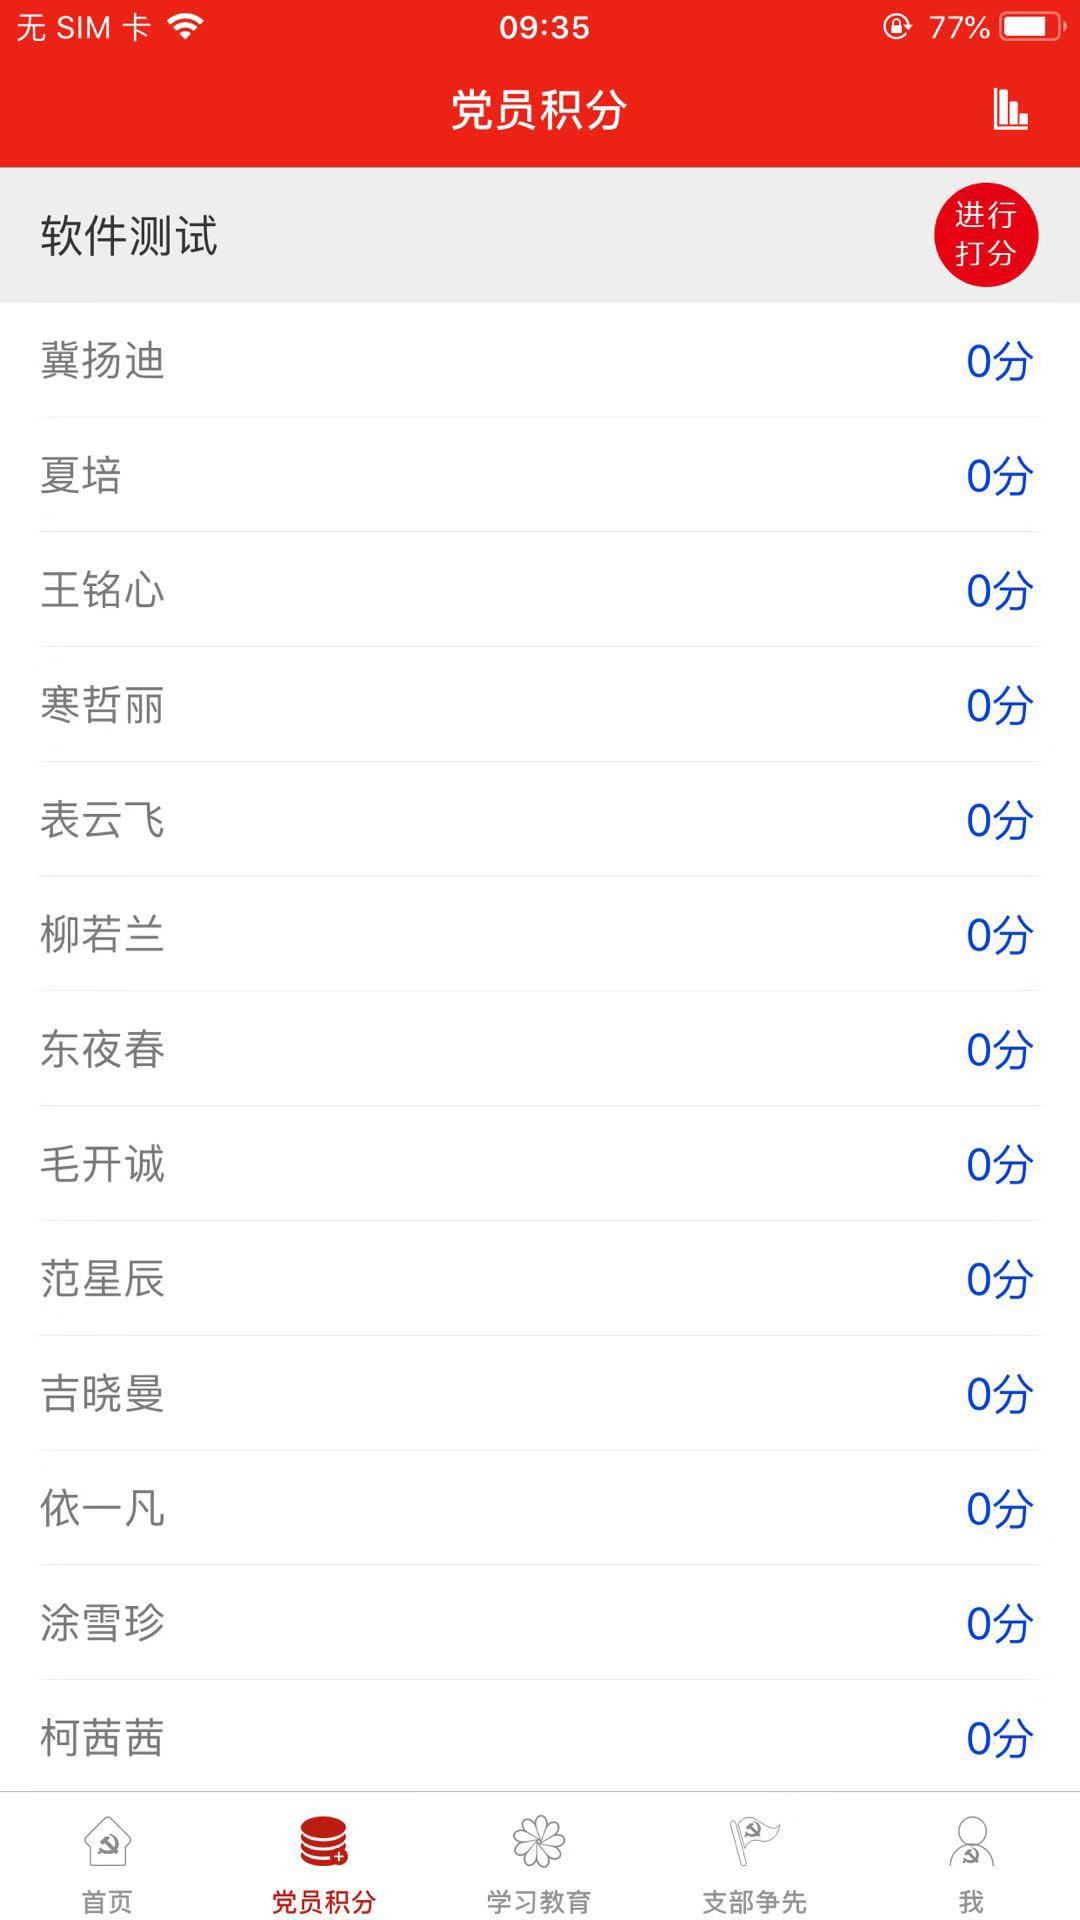 无 SIM 卡 09:35 77%
党员积分
软件测试
进行
打分
冀扬迪 0分
夏培 0分
王铭心 0分
寒哲丽 0分
表云飞 0分
柳若兰 0分
东夜春 0分
毛开诚 0分
范星辰 0分
吉晓曼 0分
依一凡 0分
涂雪珍 0分
柯茜茜 0分
首页 党员积分 学习教育 支部争先 我